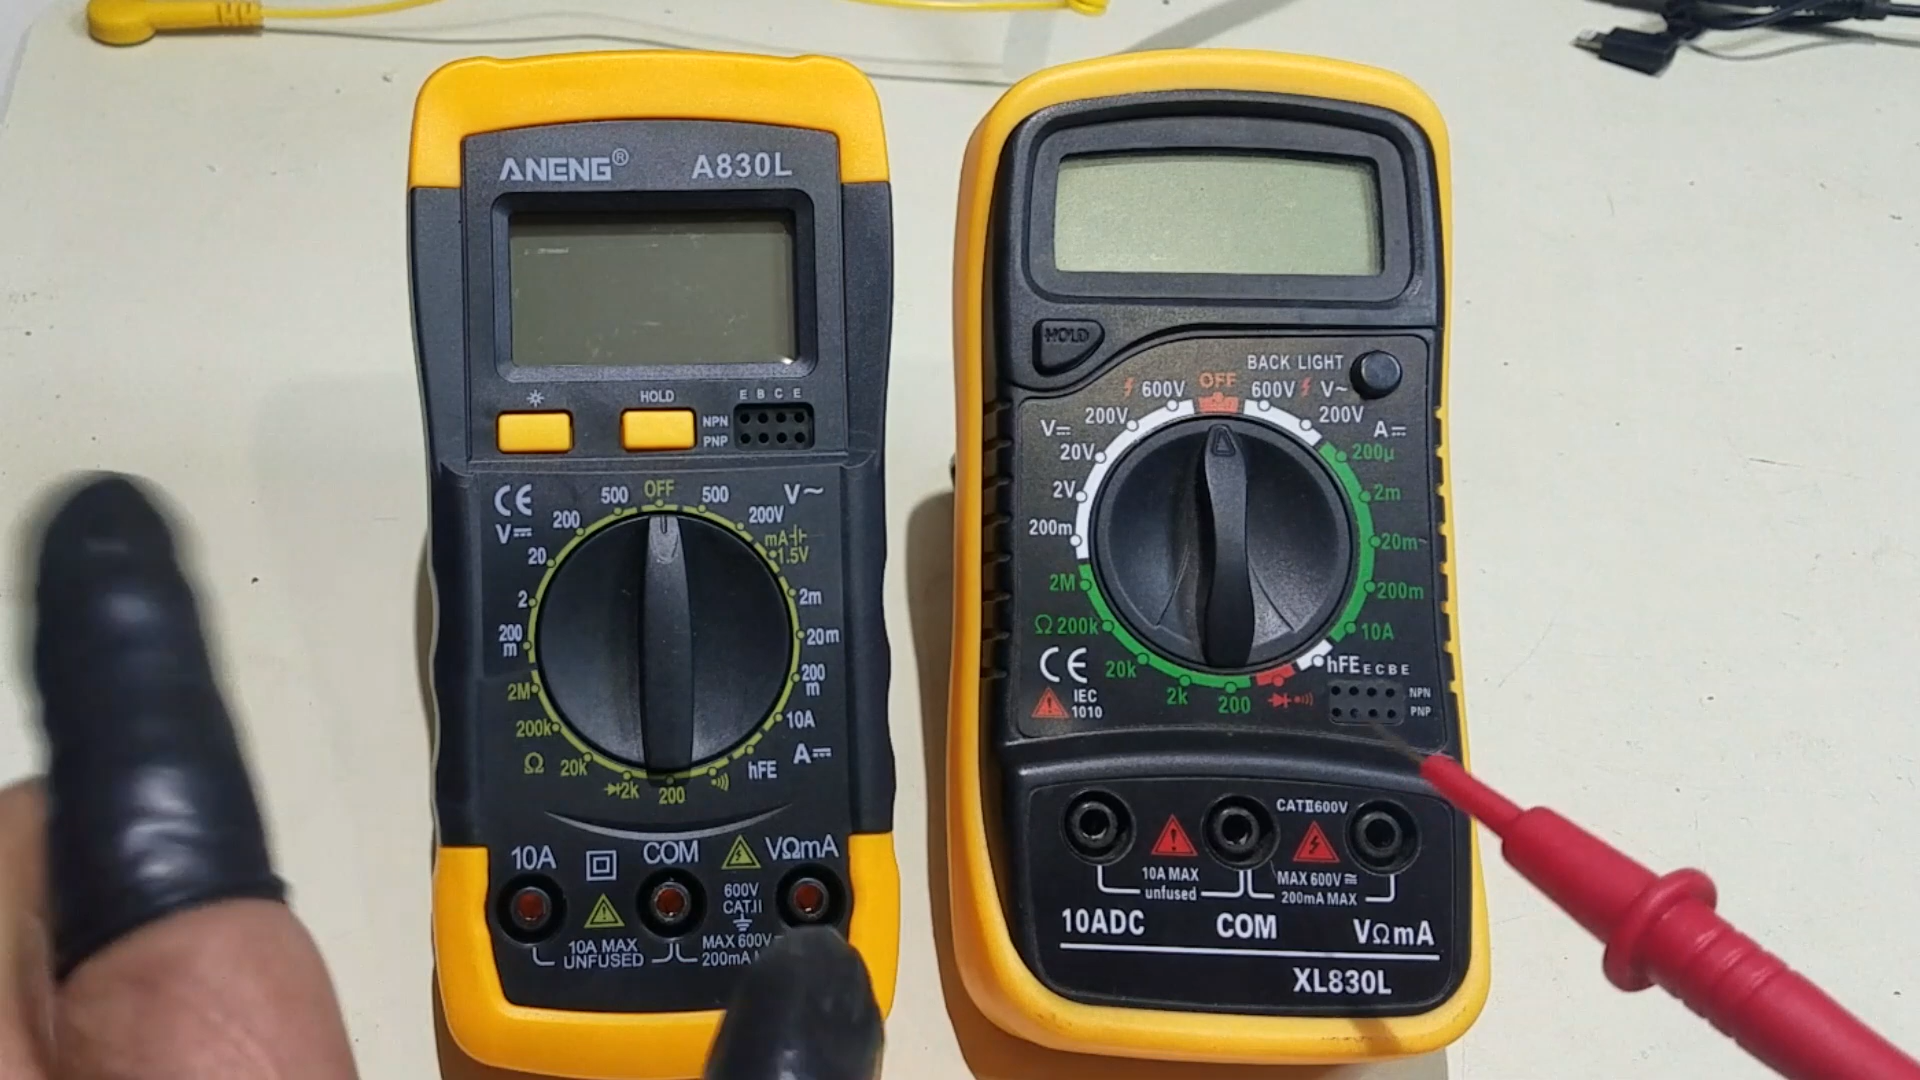 ANENG® A830L
HOLD
E B C E
NPN
PNP
CE
OFF
500
500
V~
200
200V
V⎓
mA
1.5V
20
2
2m
200
m
20m
2M
200
m
200k
10A
Ω
20k
2k
200
hFE
A⎓
10A
COM
VΩmA
600V
CAT.II
10A MAX
UNFUSED
MAX 600V
200mA
HOLD
BACK LIGHT
600V
OFF
600V
V~
200V
200V
V⎓
A⎓
20V
200µ
2V
2m
200m
20m
2M
200m
Ω 200k
10A
CE
20k
hFE
E C B E
NPN
PNP
IEC
1010
2k
200
CATⅡ600V
10A MAX
unfused
MAX 600V
200mA MAX
10ADC
COM
VΩmA
XL830L